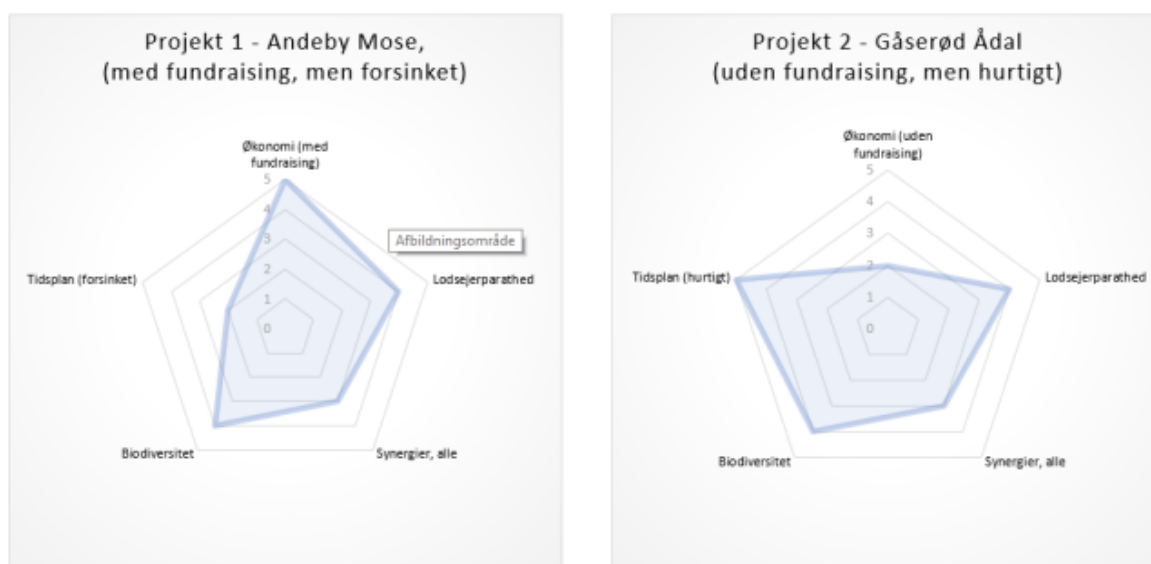 Projekt 1 - Andeby Mose,
(med fundraising, men forsinket)
Økonomi (med
fundraising)
5
4
3
2
1
0
Afbildningsområde
Lodsejerparathed
Tidsplan (forsinket)
Biodiversitet
Synergier, alle
Projekt 2 - Gåserød Ådal
(uden fundraising, men hurtigt)
Økonomi (uden
fundraising)
5
4
3
2
1
0
Tidsplan (hurtigt)
Lodsejerparathed
Biodiversitet
Synergier, alle